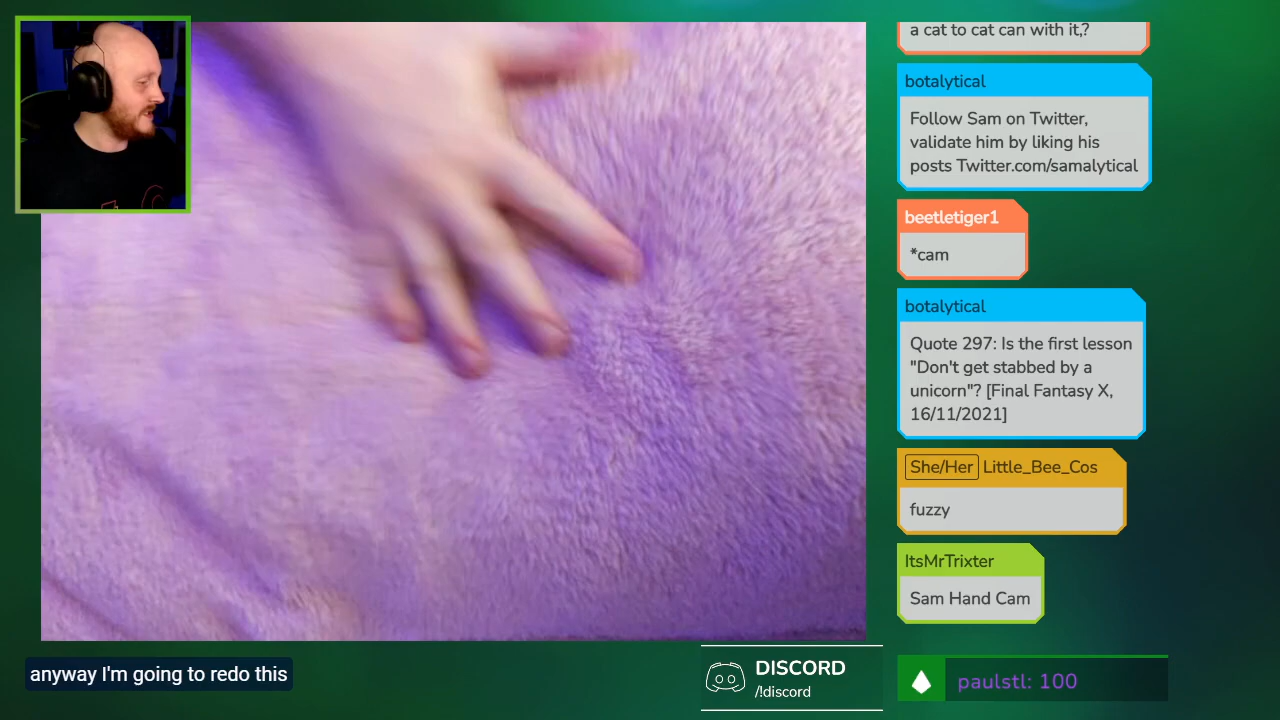 a cat to cat can with it,?
botalytical
Follow Sam on Twitter,
validate him by liking his
posts Twitter.com/samalytical
beetletiger1
*cam
botalytical
Quote 297: Is the first lesson
"Don't get stabbed by a
unicorn"? [Final Fantasy X,
16/11/2021]
She/Her Little_Bee_Cos
fuzzy
ItsMrTrixter
Sam Hand Cam
anyway I'm going to redo this
DISCORD
/!discord
paulstl: 100